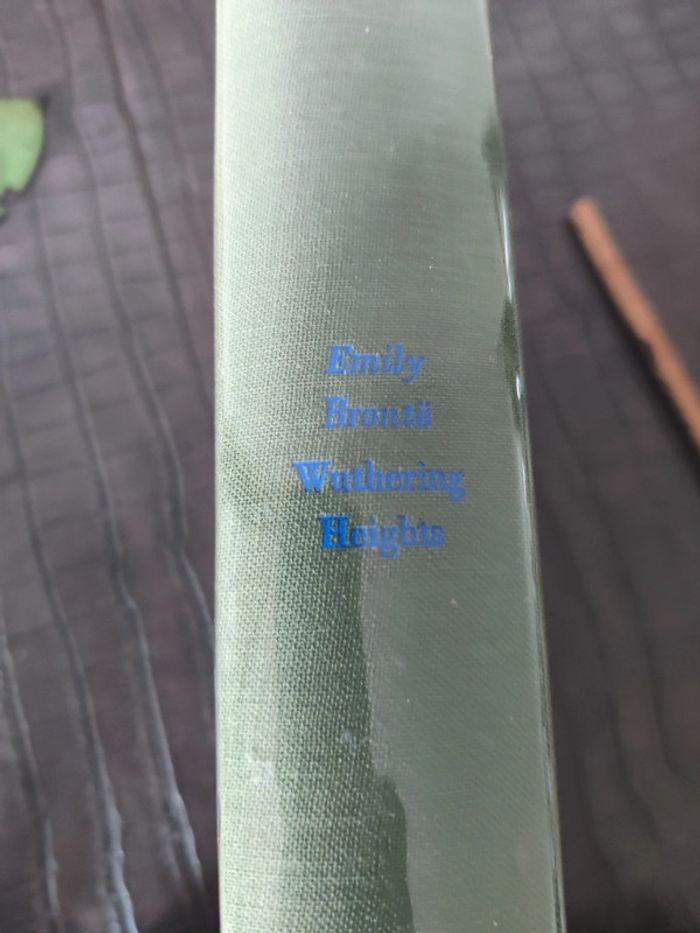 Emily
Brontë
Wuthering
Heights